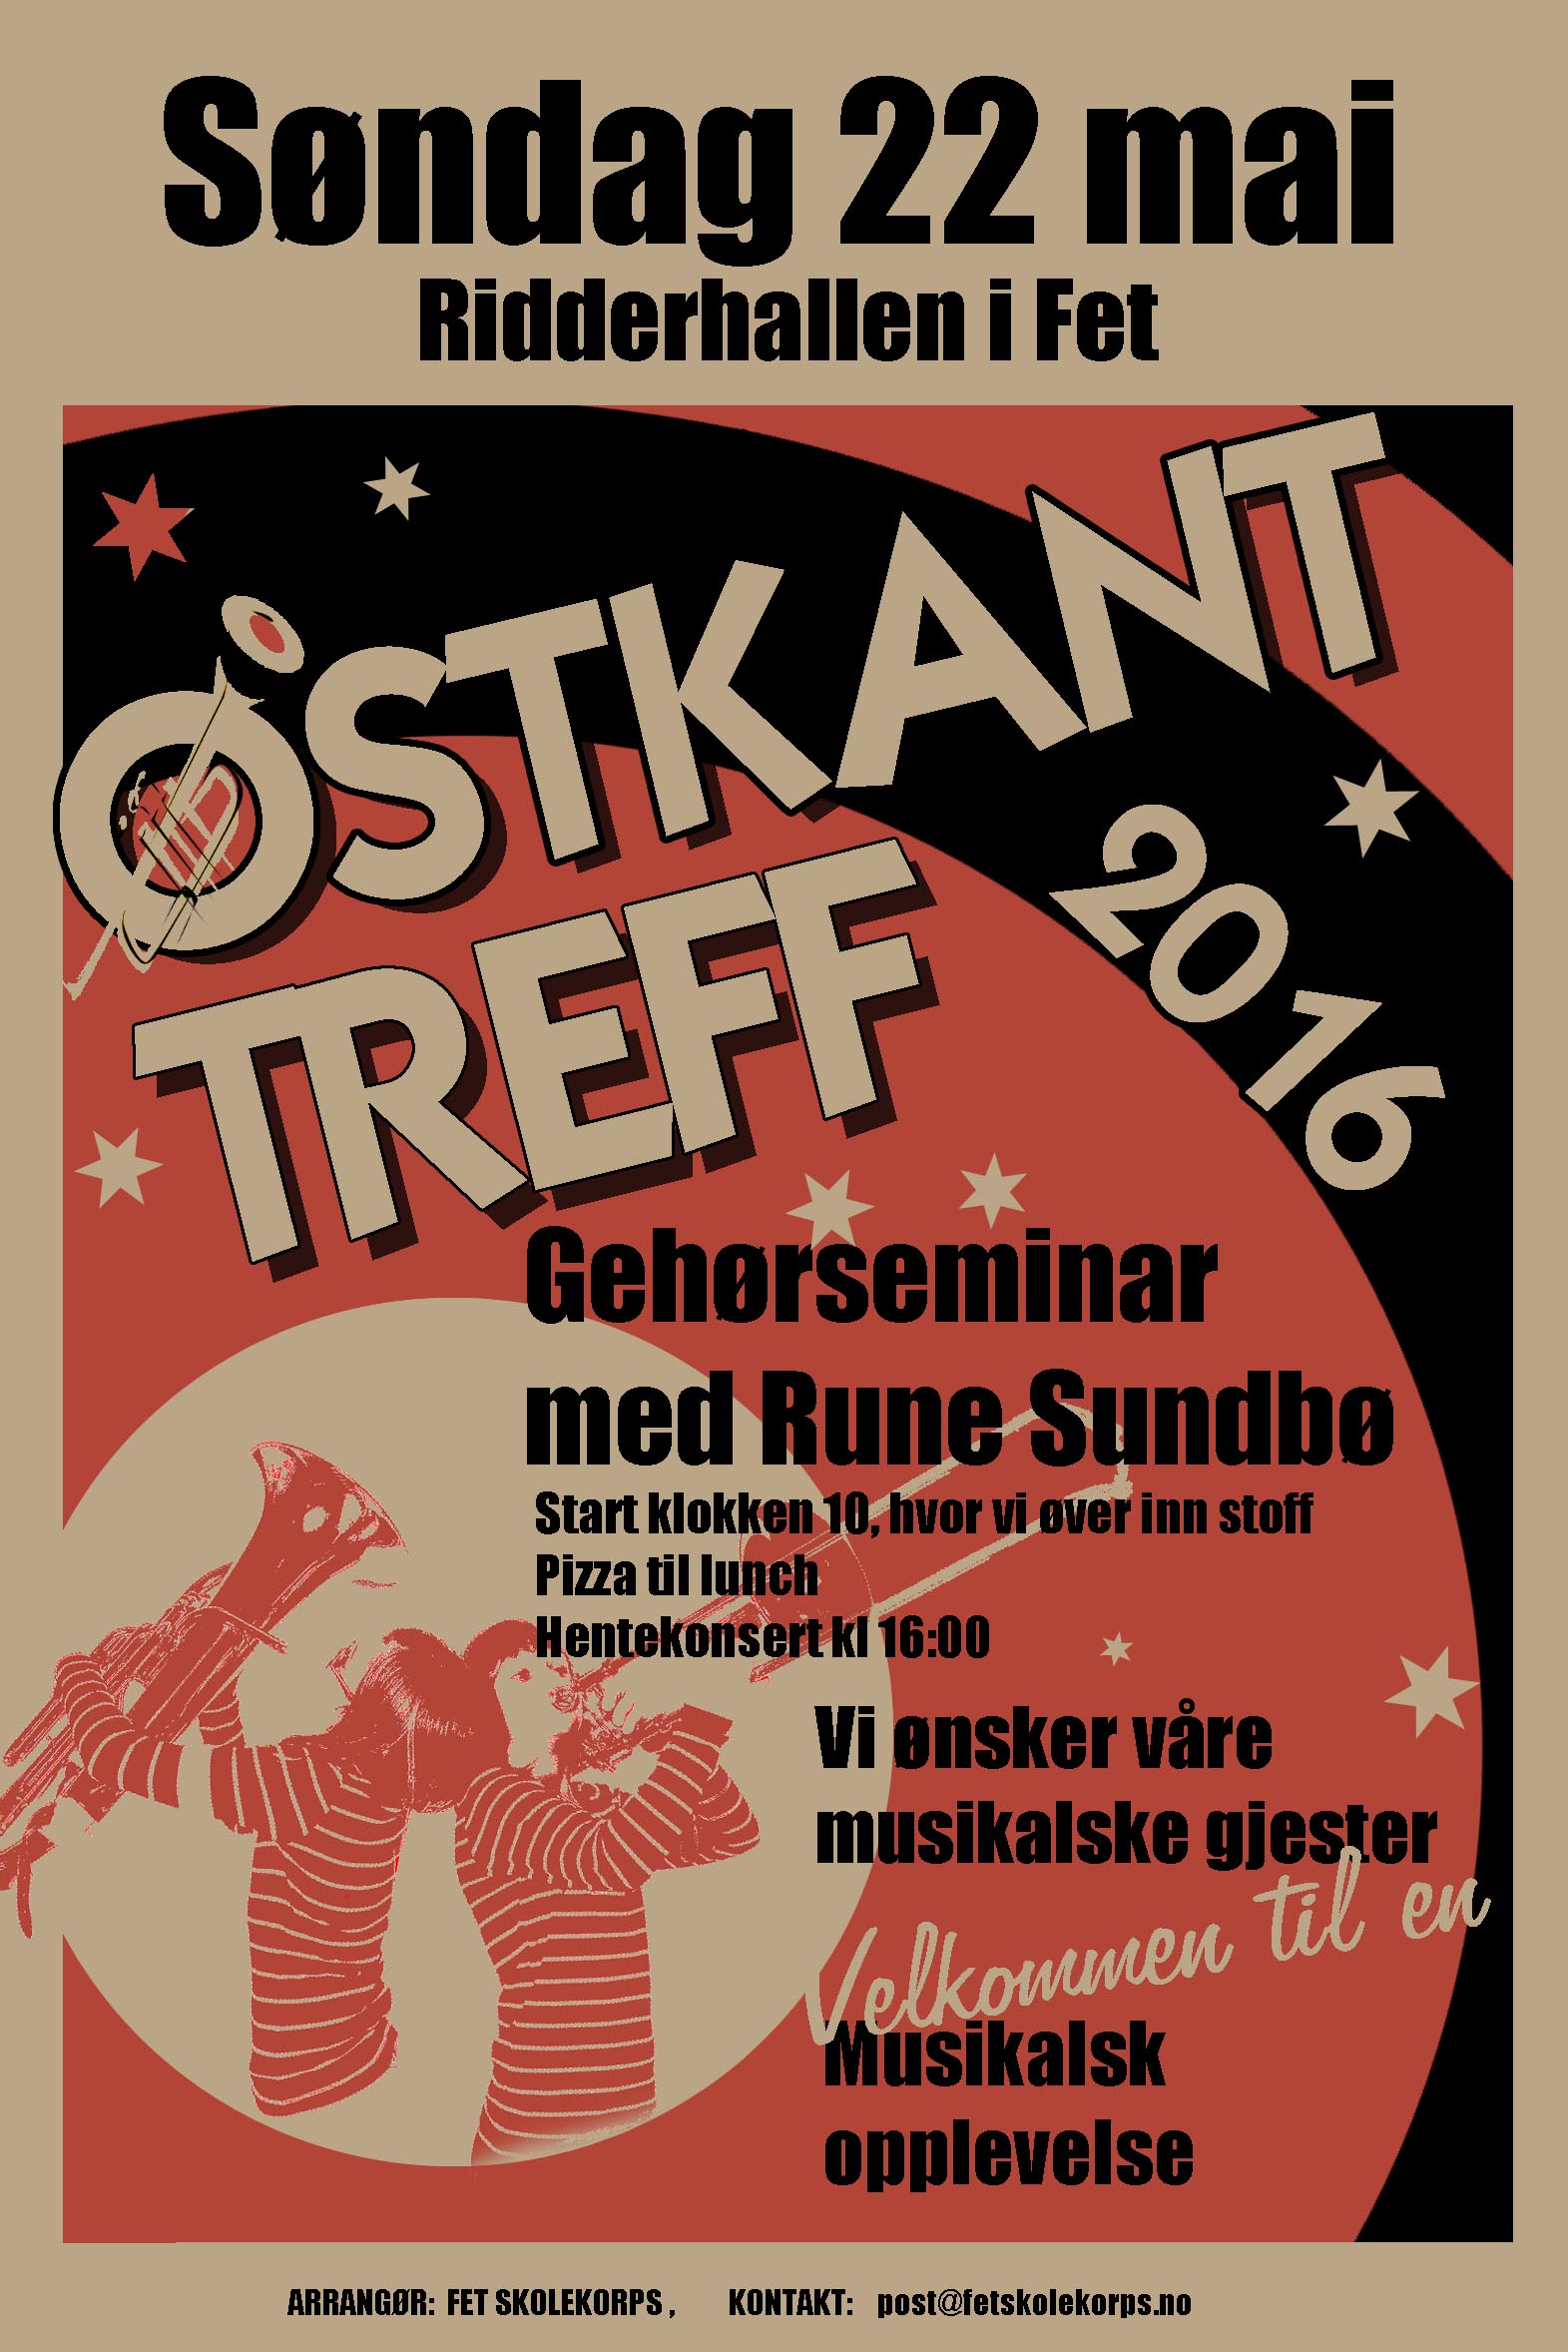 Søndag 22 mai
Ridderhallen i Fet
ØSTKANT
TREFF
2016
Gehørseminar
med Rune Sundbø
Start klokken 10, hvor vi øver inn stoff
Pizza til lunch
Hentekonsert kl 16:00
Vi ønsker våre
musikalske gjester
Velkommen til en
Musikalsk
opplevelse
ARRANGØR: FET SKOLEKORPS , KONTAKT: post@fetskolekorps.no